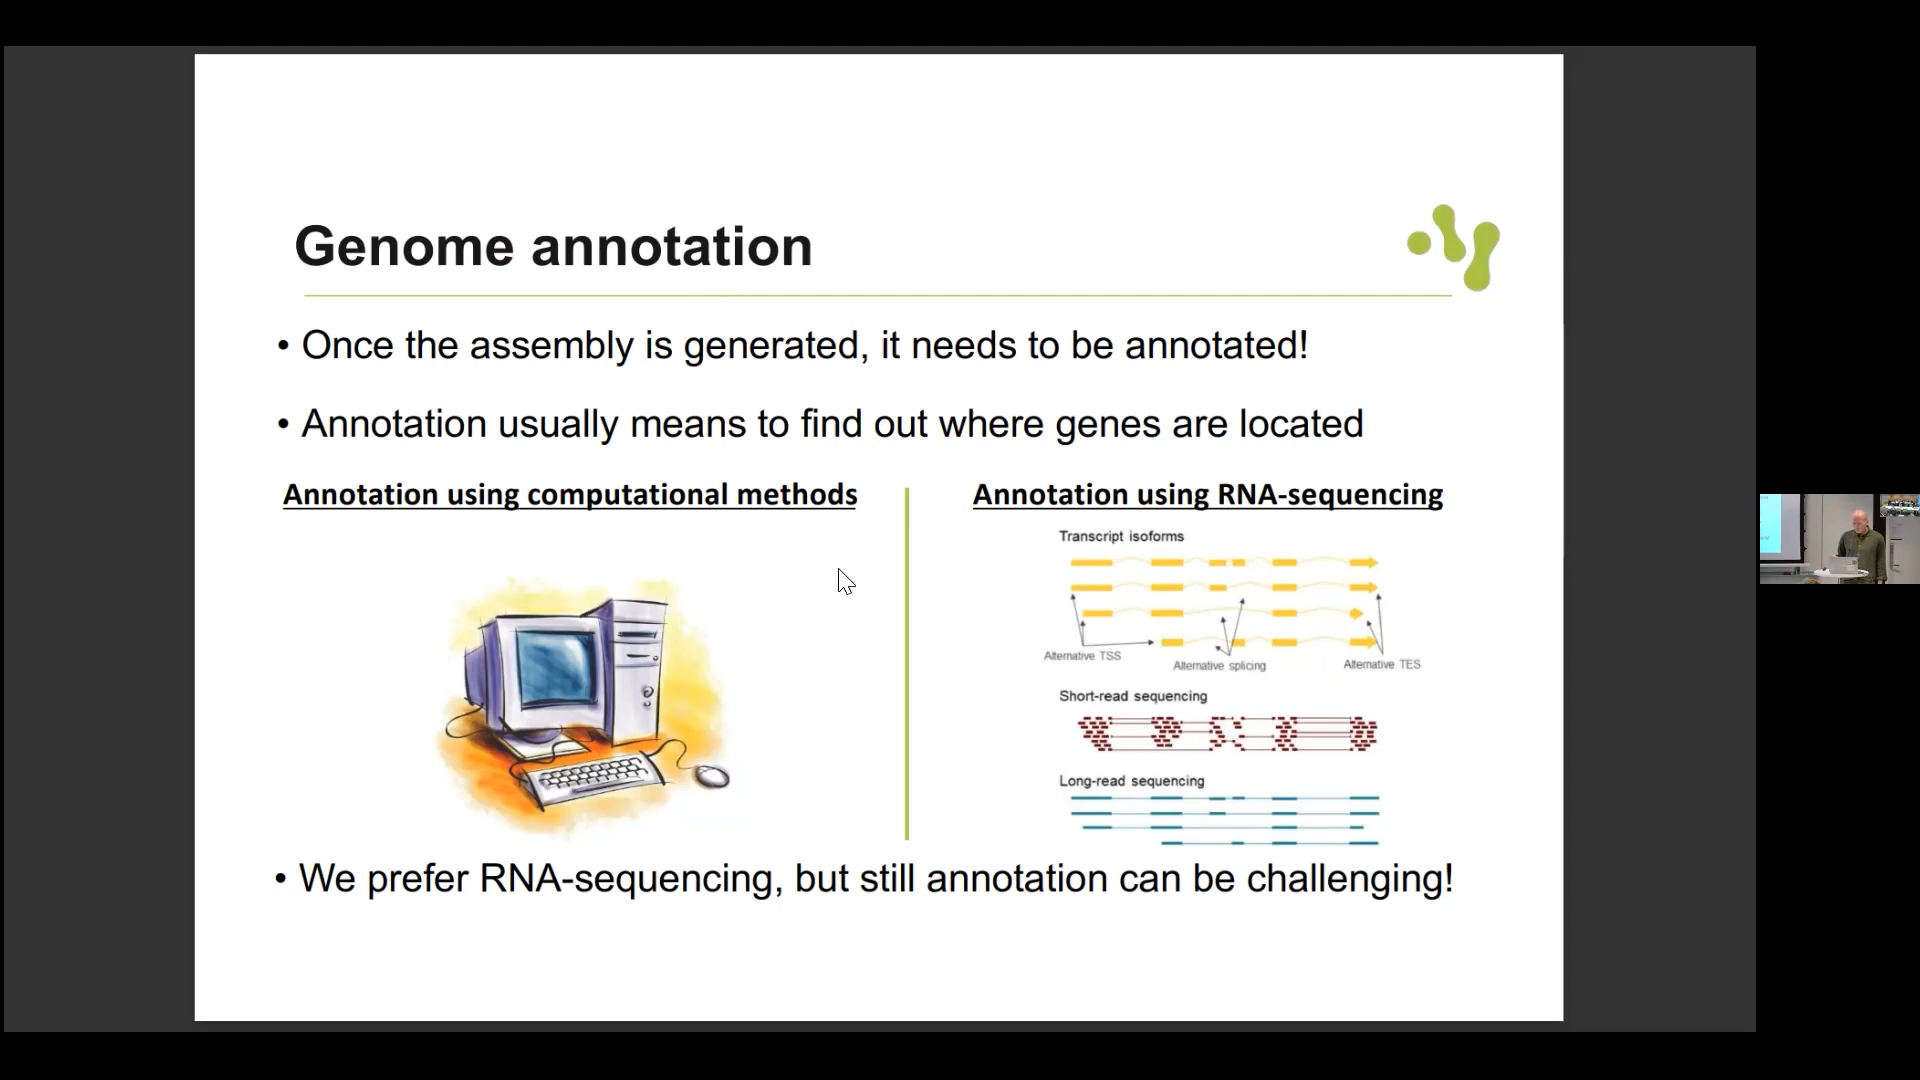 Genome annotation
• Once the assembly is generated, it needs to be annotated!
• Annotation usually means to find out where genes are located
Annotation using computational methods
Annotation using RNA-sequencing
Transcript isoforms
Alternative TSS
Alternative splicing
Alternative TES
Short-read sequencing
Long-read sequencing
• We prefer RNA-sequencing, but still annotation can be challenging!